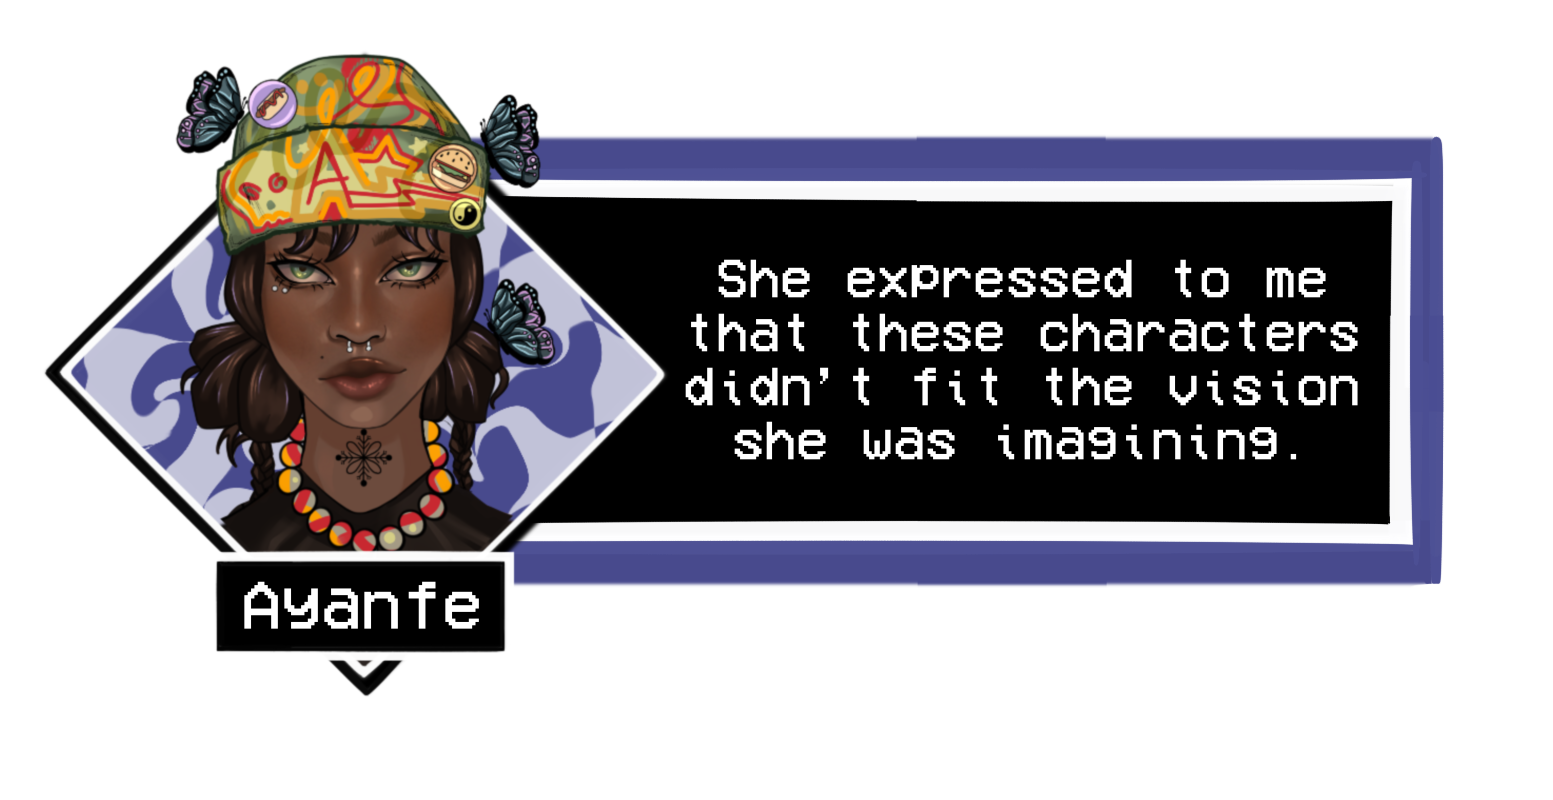 A
She expressed to me
that these characters
didn't fit the vision
she was imagining.
Ayanfe